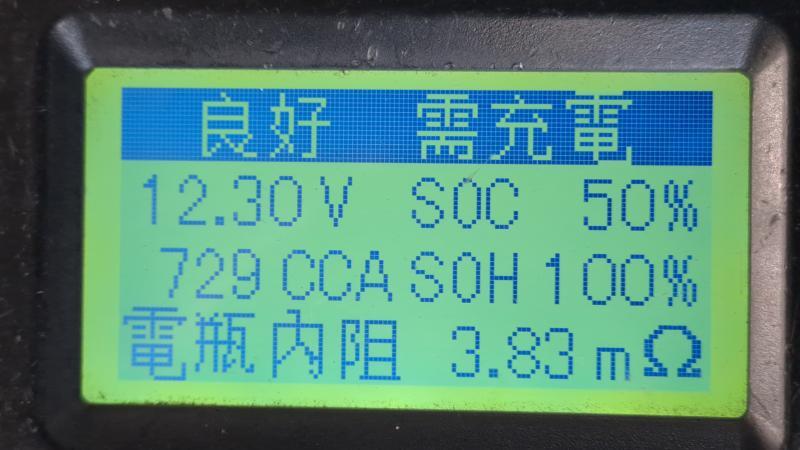 良好 需充電
12.30V SOC 50%
729 CCA SOH 100%
電瓶內阻 3.83 mΩ